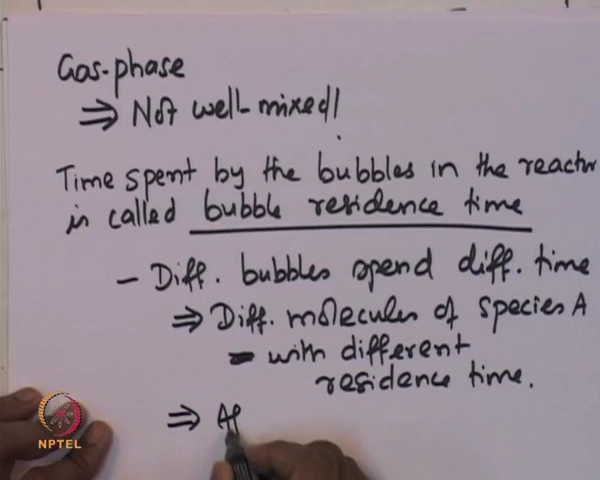 Gas-phase
⇒ Not well-mixed!
Time spent by the bubbles in the reactor
is called bubble residence time
- Diff. bubbles spend diff. time
⇒ Diff. molecules of species A
- with different
residence time.
⇒
NPTEL